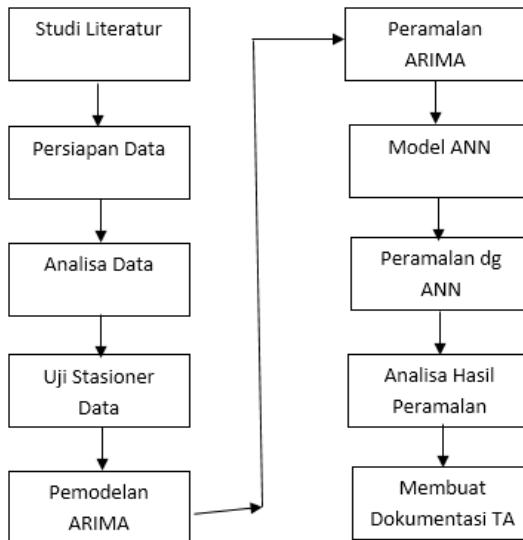 Studi Literatur
Persiapan Data
Analisa Data
Uji Stasioner
Data
Pemodelan
ARIMA
Peramalan
ARIMA
Model ANN
Peramalan dg
ANN
Analisa Hasil
Peramalan
Membuat
Dokumentasi TA